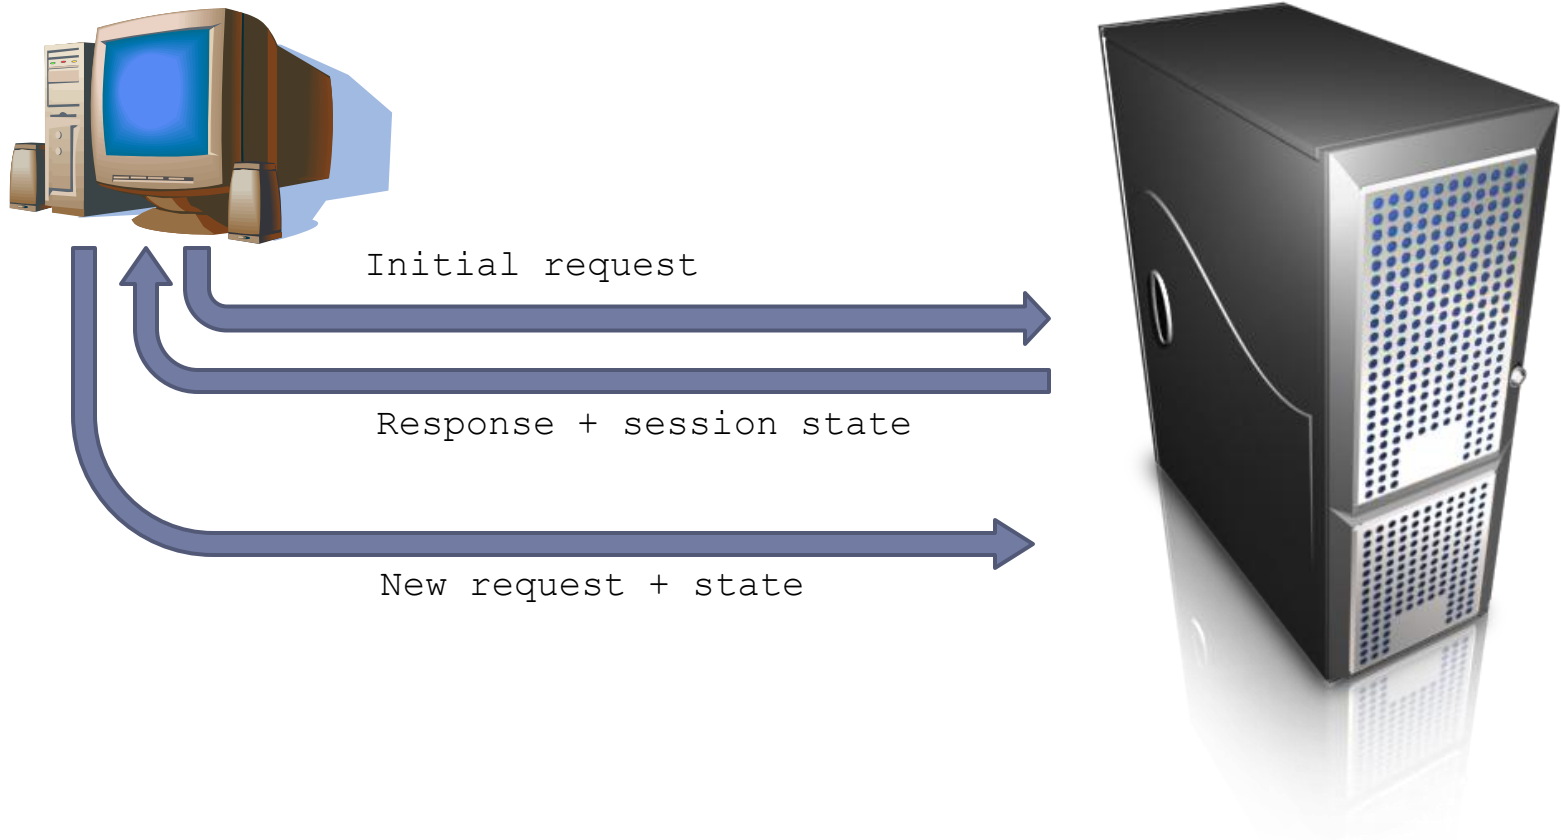 Initial request
Response + session state
New request + state